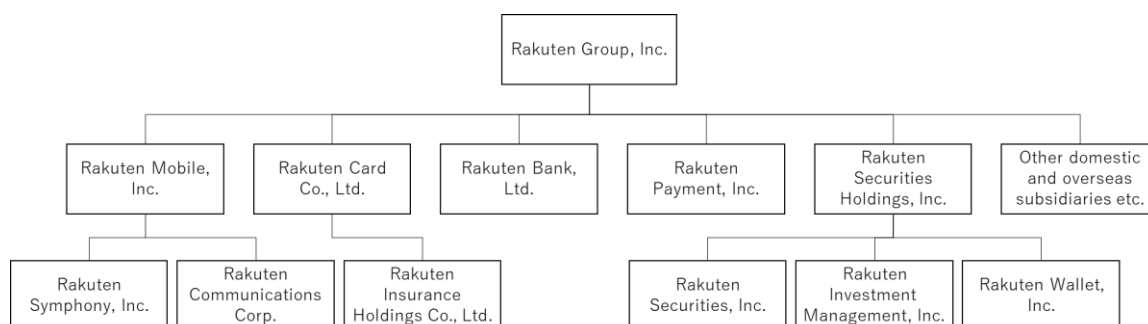 Rakuten Group, Inc.
Rakuten Mobile,
Inc.
Rakuten Card
Co., Ltd.
Rakuten Bank,
Ltd.
Rakuten
Payment, Inc.
Rakuten
Securities
Holdings, Inc.
Other domestic
and overseas
subsidiaries etc.
Rakuten
Symphony, Inc.
Rakuten
Communications
Corp.
Rakuten
Insurance
Holdings Co., Ltd.
Rakuten
Securities, Inc.
Rakuten
Investment
Management, Inc.
Rakuten Wallet,
Inc.